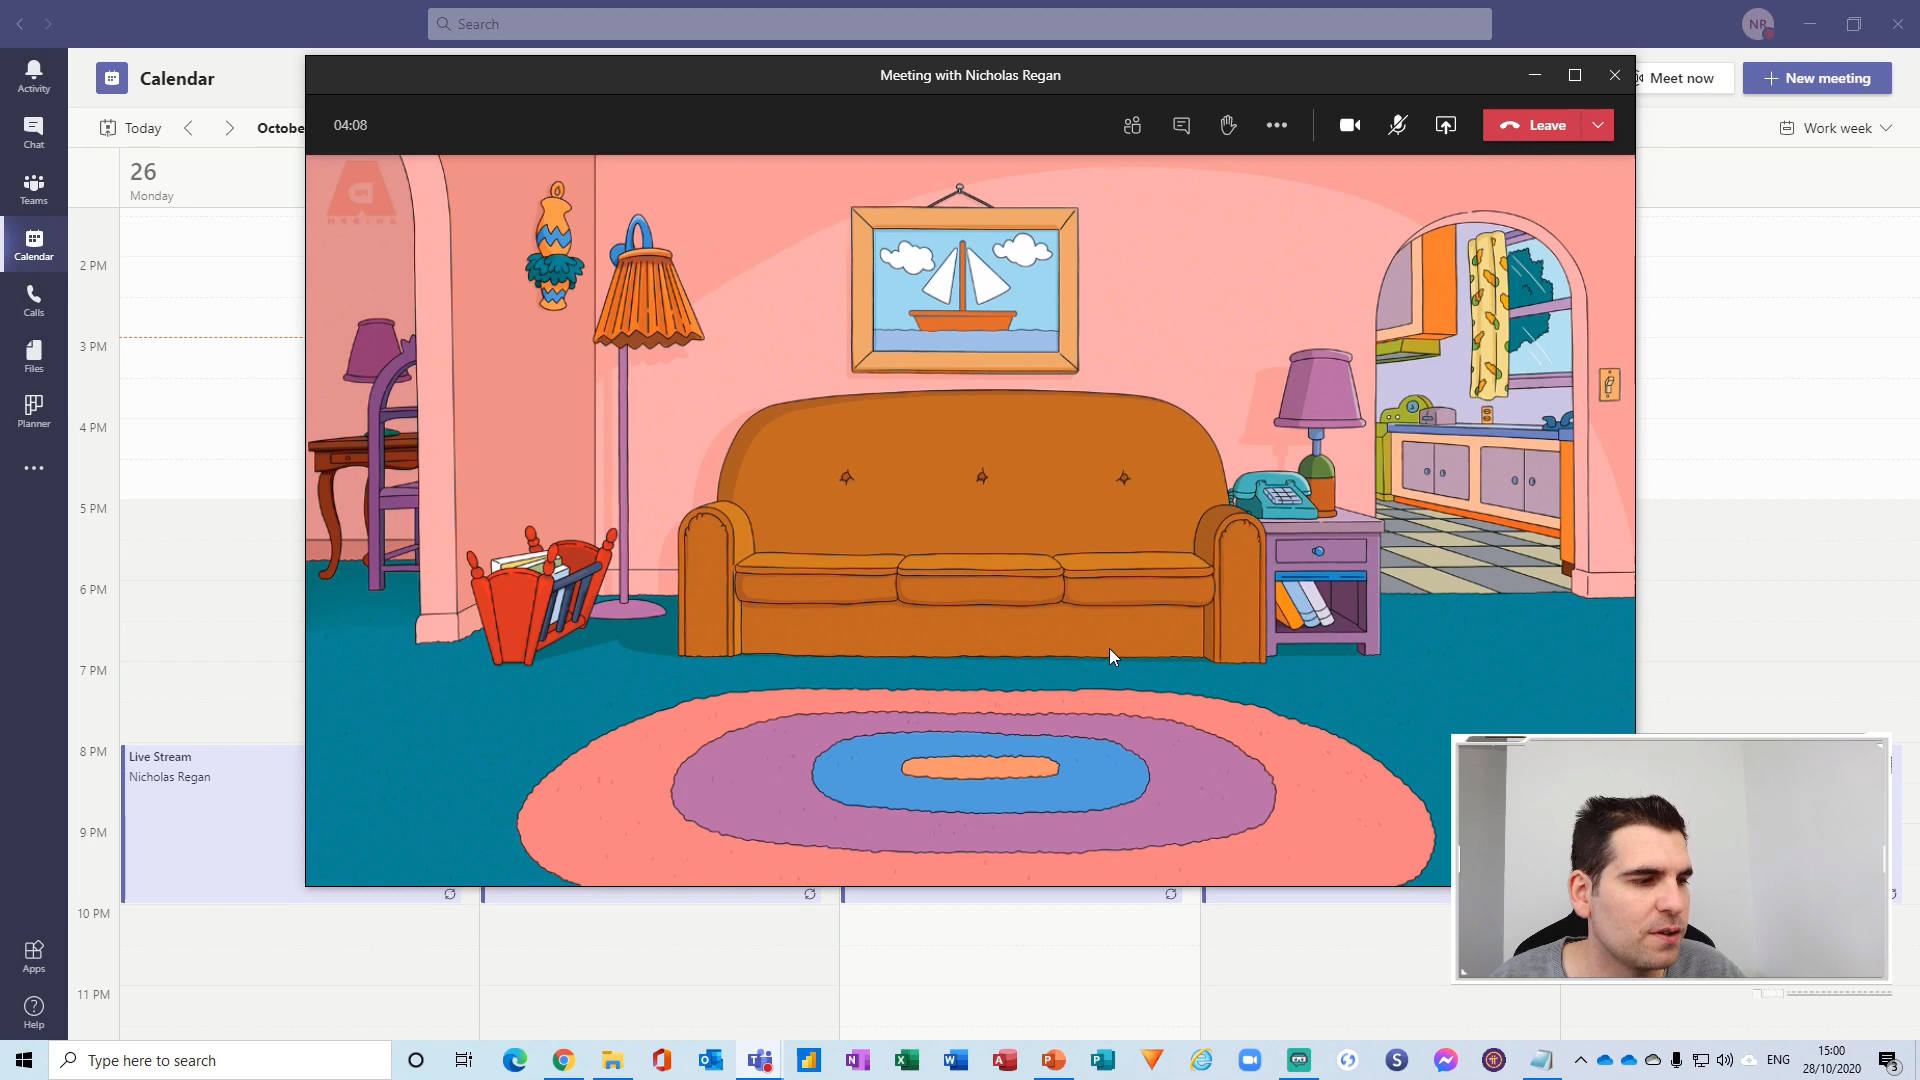 Search
NR
Activity
Chat
Teams
Calendar
Calls
Files
Planner
Apps
Help
Calendar
Meet now
New meeting
Today
Octobe
Work week
26
Monday
2 PM
3 PM
4 PM
5 PM
6 PM
7 PM
8 PM
9 PM
10 PM
11 PM
Live Stream
Nicholas Regan
Meeting with Nicholas Regan
04:08
Leave
Type here to search
ENG
15:00
28/10/2020
3